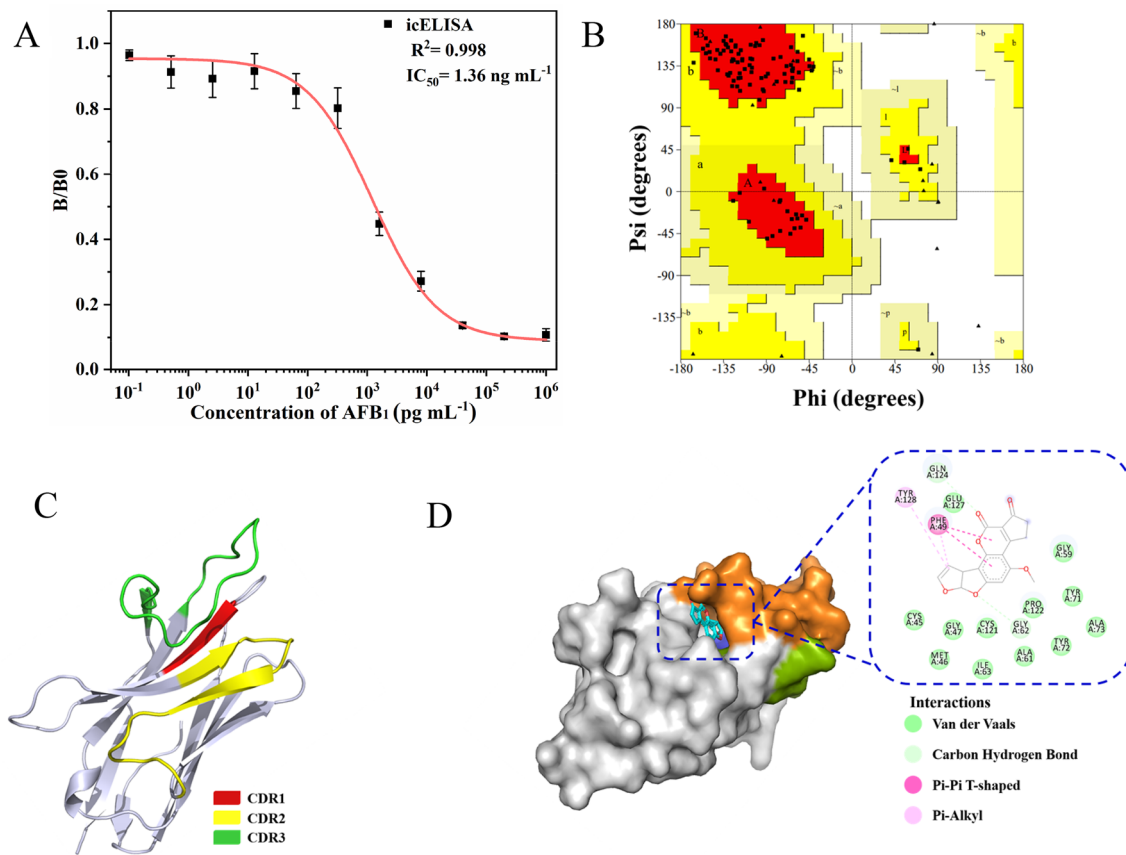 A
icELISA
R²= 0.998
IC₅₀= 1.36 ng mL⁻¹
1.0
0.8
0.6
0.4
0.2
0.0
B/B0
10⁻¹ 10⁰ 10¹ 10² 10³ 10⁴ 10⁵ 10⁶
Concentration of AFB₁ (pg mL⁻¹)
B
180
135
90
45
0
-45
-90
-135
Psi (degrees)
B
b
~b
~b
b
~l
l
a
A
~a
~b
b
~p
p
~b
-180 -135 -90 -45 0 45 90 135 180
Phi (degrees)
C
CDR1
CDR2
CDR3
D
GLN
A:124
TYR
A:128
GLU
A:127
PHE
A:49
GLY
A:59
TYR
A:71
PRO
A:122
CYS
A:45
GLY
A:47
CYS
A:121
GLY
A:62
ALA
A:73
MET
A:46
ILE
A:63
ALA
A:61
TYR
A:72
O
O
O
O
O
O
Interactions
Van der Vaals
Carbon Hydrogen Bond
Pi-Pi T-shaped
Pi-Alkyl